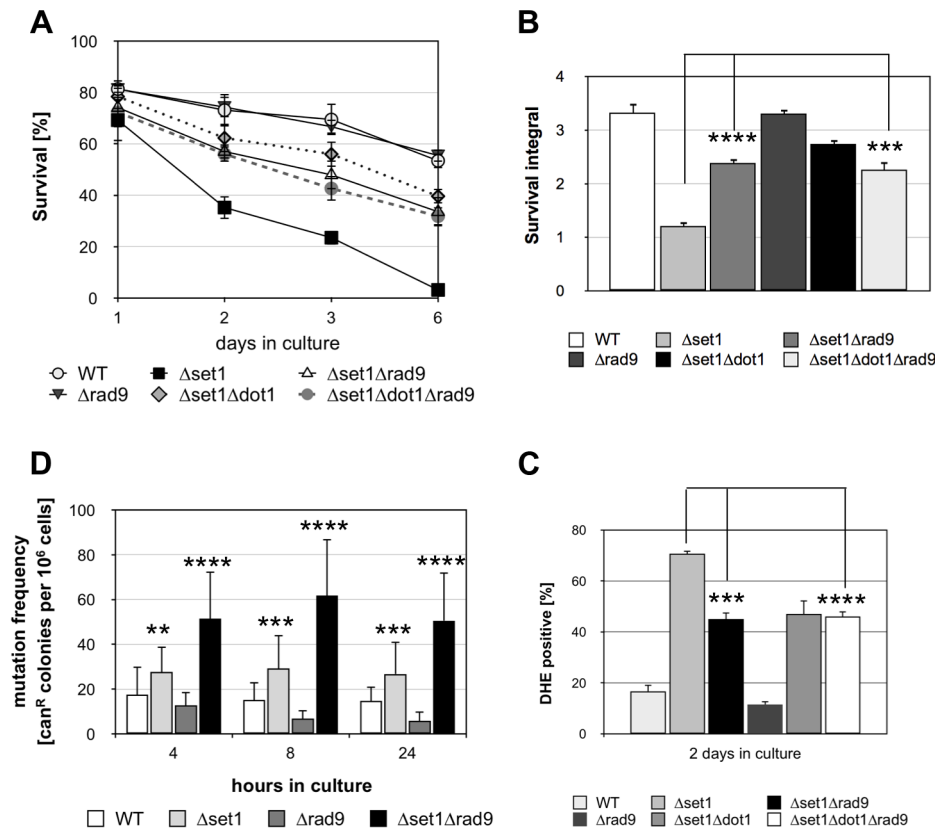 A
Survival [%]
100
80
60
40
20
0
1
2
3
6
days in culture
WT
Δset1
Δset1Δrad9
Δrad9
Δset1Δdot1
Δset1Δdot1Δrad9
B
Survival integral
4
3
2
1
0
****
***
WT
Δset1
Δset1Δrad9
Δrad9
Δset1Δdot1
Δset1Δdot1Δrad9
D
mutation frequency
[canᴿ colonies per 10⁶ cells]
100
80
60
40
20
0
**
****
***
****
***
****
4
8
24
hours in culture
WT
Δset1
Δrad9
Δset1Δrad9
C
DHE positive [%]
80
60
40
20
0
***
****
2 days in culture
WT
Δset1
Δset1Δrad9
Δrad9
Δset1Δdot1
Δset1Δdot1Δrad9